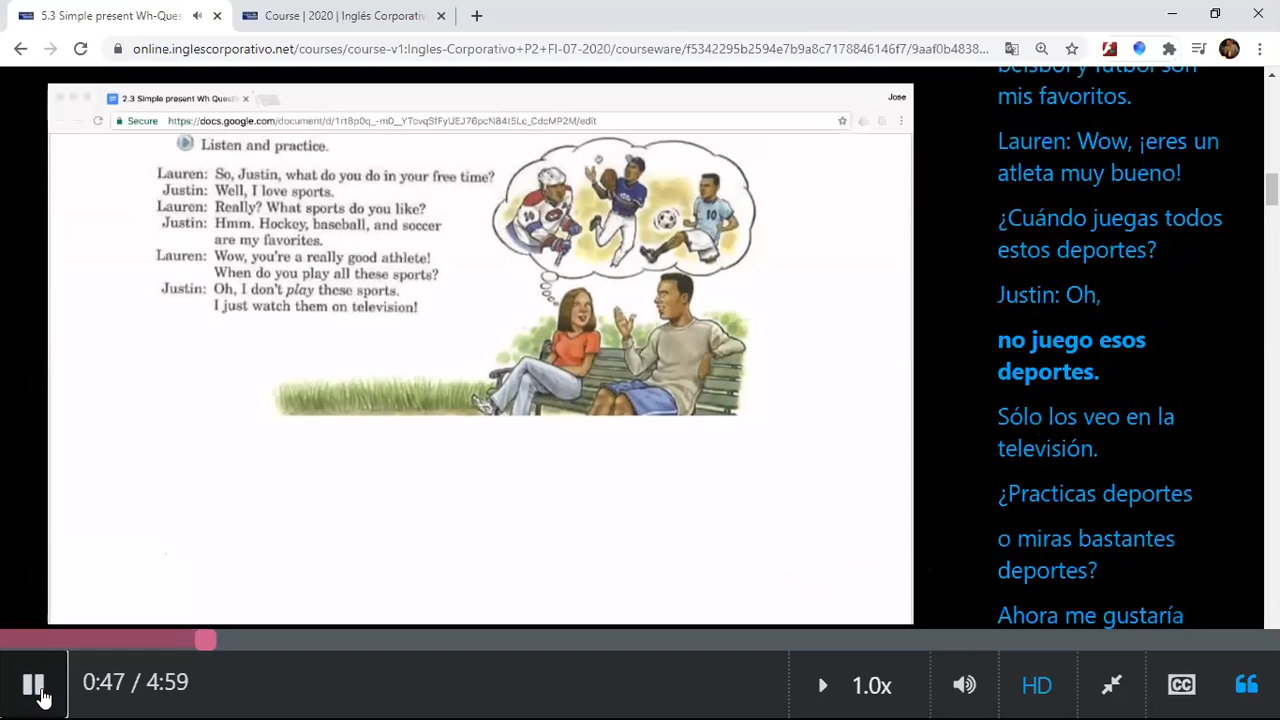 5.3 Simple present Wh-Ques
Course | 2020 | Inglés Corporativ
online.inglescorporativo.net/courses/course-v1:Ingles-Corporativo+P2+FI-07-2020/courseware/f5342295b2594e7b9a8c7178846146f7/9aaf0b4838...
2.3 Simple present Wh Questi
Jose
Secure https://docs.google.com/document/d/1rt8p0q_-m0__YTovqSfFyUEJ76pcN84t5Lc_CdcMP2M/edit
Listen and practice.
Lauren: So, Justin, what do you do in your free time?
Justin: Well, I love sports.
Lauren: Really? What sports do you like?
Justin: Hmm. Hockey, baseball, and soccer
are my favorites.
Lauren: Wow, you're a really good athlete!
When do you play all these sports?
Justin: Oh, I don't play these sports.
I just watch them on television!
10
10
béisbol y fútbol son
mis favoritos.
Lauren: Wow, ¡eres un
atleta muy bueno!
¿Cuándo juegas todos
estos deportes?
Justin: Oh,
no juego esos
deportes.
Sólo los veo en la
televisión.
¿Practicas deportes
o miras bastantes
deportes?
Ahora me gustaría
0:47 / 4:59
1.0x
HD
CC